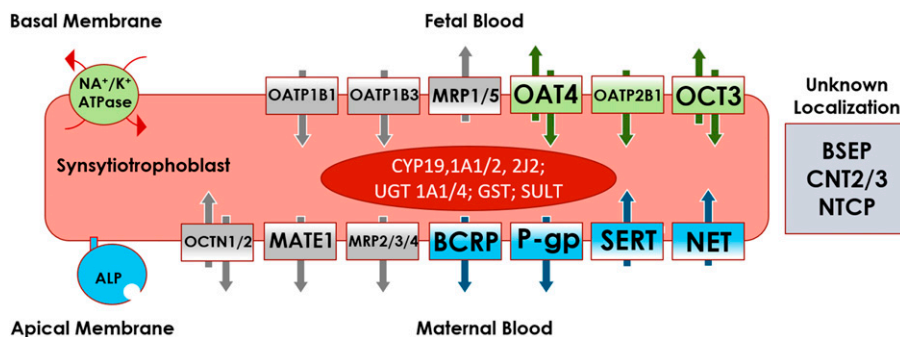 Basal Membrane
Fetal Blood
NA+/K+
ATPase
OATP1B1
OATP1B3
MRP1/5
OAT4
OATP2B1
OCT3
Unknown
Localization
BSEP
CNT2/3
NTCP
Synsytiotrophoblast
CYP19,1A1/2, 2J2;
UGT 1A1/4; GST; SULT
OCTN1/2
MATE1
MRP2/3/4
BCRP
P-gp
SERT
NET
ALP
Apical Membrane
Maternal Blood